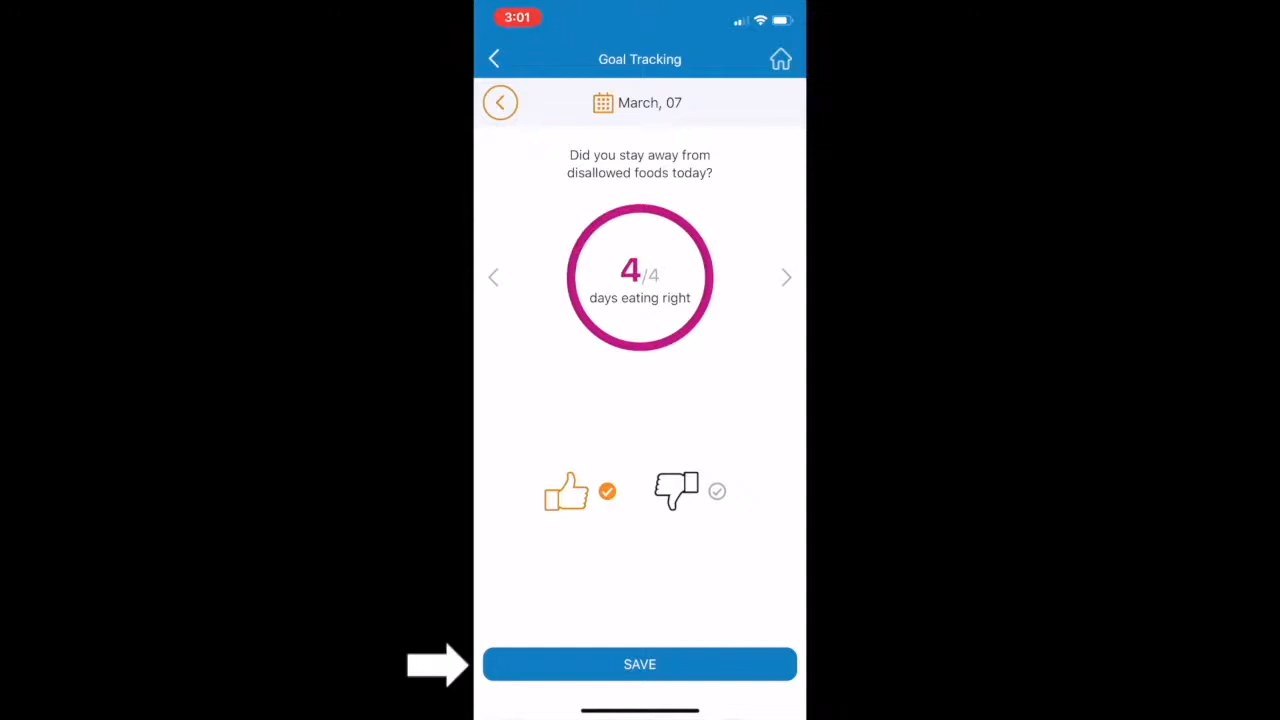 3:01
Goal Tracking
March, 07
Did you stay away from
disallowed foods today?
4/4
days eating right
SAVE